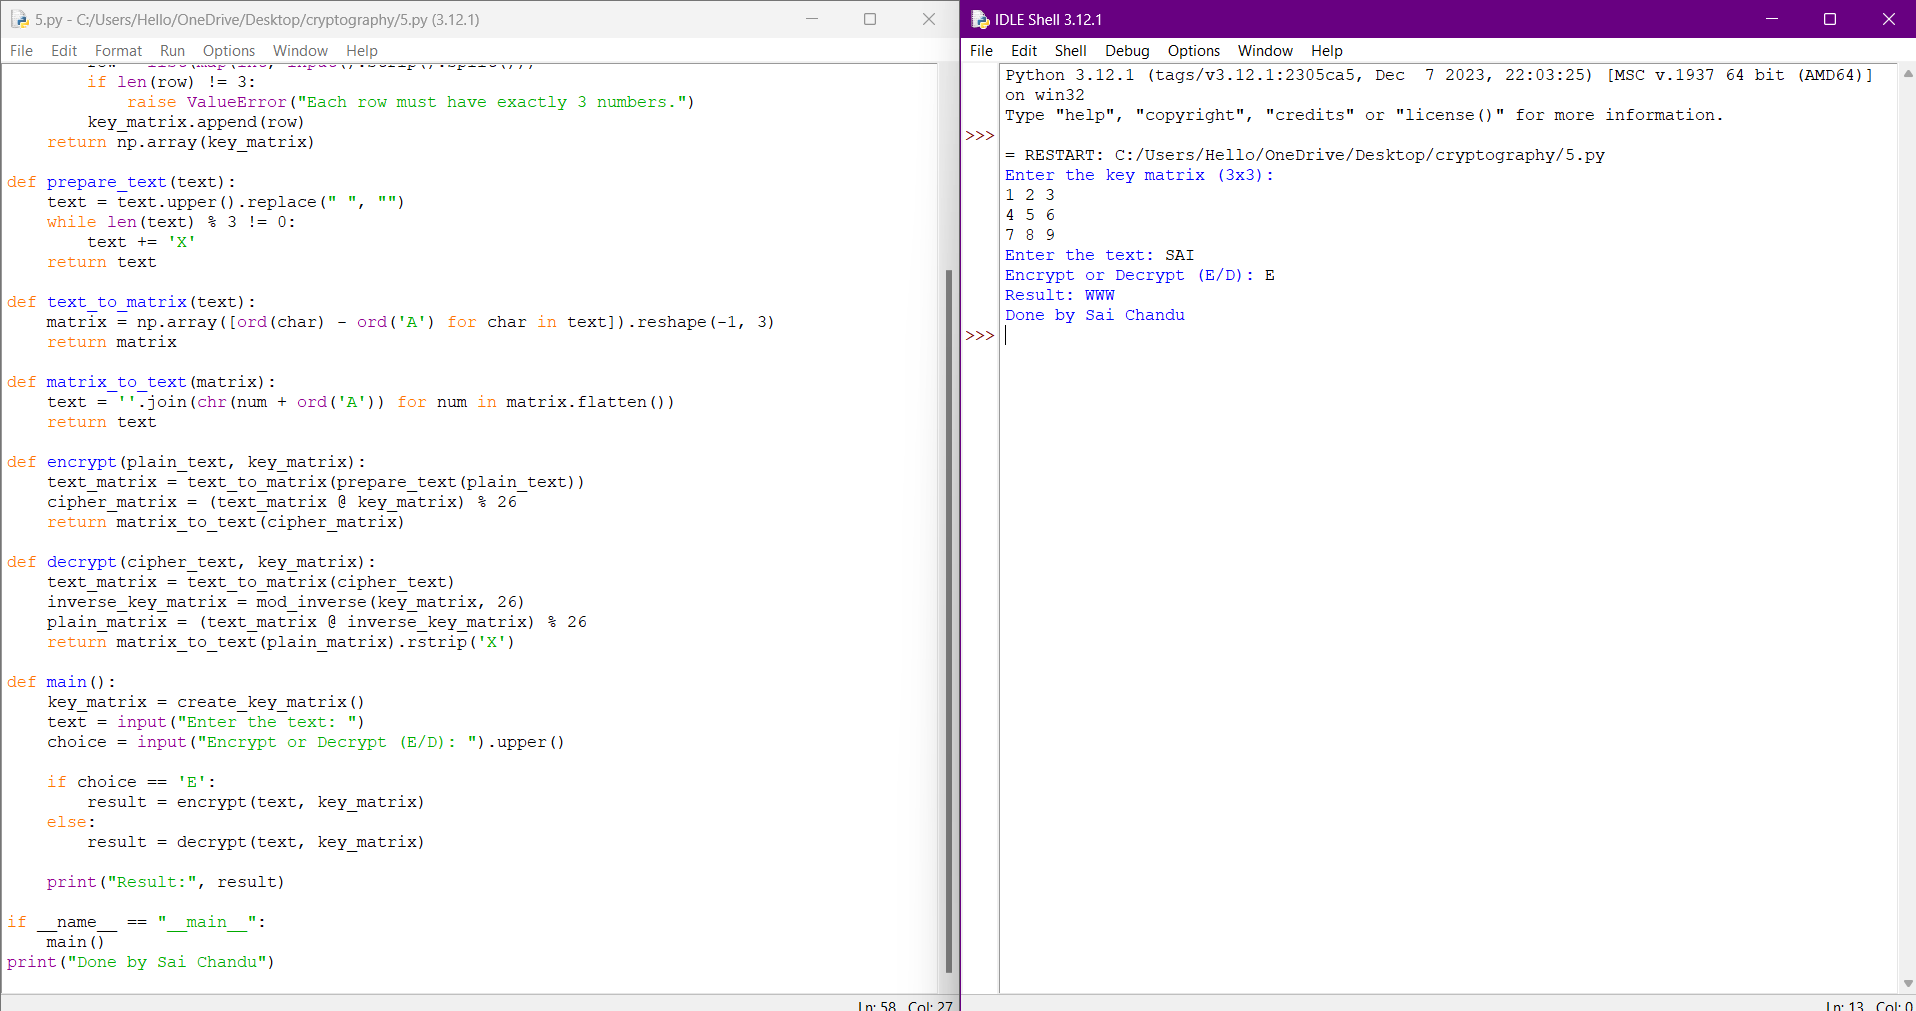 5.py - C:/Users/Hello/OneDrive/Desktop/cryptography/5.py (3.12.1)
File Edit Format Run Options Window Help
        row = list(map(int, input().strip().split()))
        if len(row) != 3:
            raise ValueError("Each row must have exactly 3 numbers.")
        key_matrix.append(row)
    return np.array(key_matrix)

def prepare_text(text):
    text = text.upper().replace(" ", "")
    while len(text) % 3 != 0:
        text += 'X'
    return text

def text_to_matrix(text):
    matrix = np.array([ord(char) - ord('A') for char in text]).reshape(-1, 3)
    return matrix

def matrix_to_text(matrix):
    text = ''.join(chr(num + ord('A')) for num in matrix.flatten())
    return text

def encrypt(plain_text, key_matrix):
    text_matrix = text_to_matrix(prepare_text(plain_text))
    cipher_matrix = (text_matrix @ key_matrix) % 26
    return matrix_to_text(cipher_matrix)

def decrypt(cipher_text, key_matrix):
    text_matrix = text_to_matrix(cipher_text)
    inverse_key_matrix = mod_inverse(key_matrix, 26)
    plain_matrix = (text_matrix @ inverse_key_matrix) % 26
    return matrix_to_text(plain_matrix).rstrip('X')

def main():
    key_matrix = create_key_matrix()
    text = input("Enter the text: ")
    choice = input("Encrypt or Decrypt (E/D): ").upper()

    if choice == 'E':
        result = encrypt(text, key_matrix)
    else:
        result = decrypt(text, key_matrix)

    print("Result:", result)

if __name__ == "__main__":
    main()
print("Done by Sai Chandu")
Ln: 58 Col: 27
IDLE Shell 3.12.1
File Edit Shell Debug Options Window Help
Python 3.12.1 (tags/v3.12.1:2305ca5, Dec  7 2023, 22:03:25) [MSC v.1937 64 bit (AMD64)]
on win32
Type "help", "copyright", "credits" or "license()" for more information.
>>>
= RESTART: C:/Users/Hello/OneDrive/Desktop/cryptography/5.py
Enter the key matrix (3x3):
1 2 3
4 5 6
7 8 9
Enter the text: SAI
Encrypt or Decrypt (E/D): E
Result: WWW
Done by Sai Chandu
>>>
Ln: 13 Col: 0